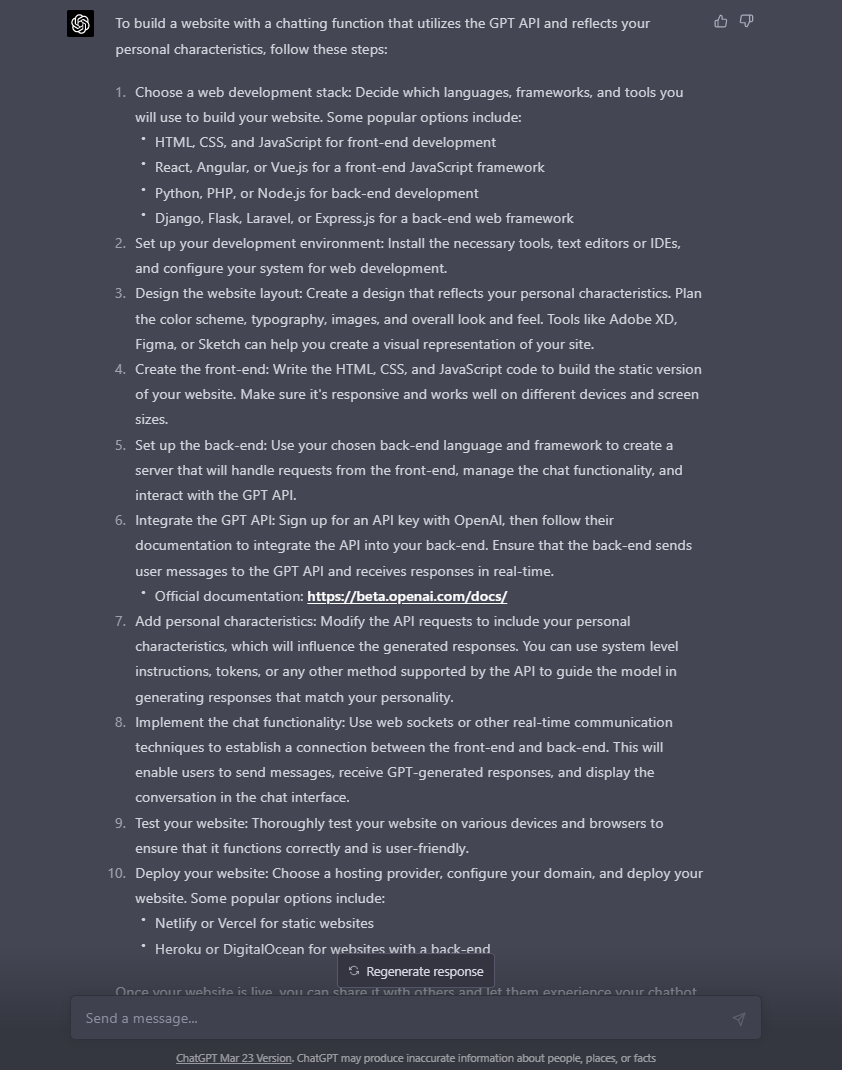 To build a website with a chatting function that utilizes the GPT API and reflects your
personal characteristics, follow these steps:
1. Choose a web development stack: Decide which languages, frameworks, and tools you
will use to build your website. Some popular options include:
• HTML, CSS, and JavaScript for front-end development
• React, Angular, or Vue.js for a front-end JavaScript framework
• Python, PHP, or Node.js for back-end development
• Django, Flask, Laravel, or Express.js for a back-end web framework
2. Set up your development environment: Install the necessary tools, text editors or IDEs,
and configure your system for web development.
3. Design the website layout: Create a design that reflects your personal characteristics. Plan
the color scheme, typography, images, and overall look and feel. Tools like Adobe XD,
Figma, or Sketch can help you create a visual representation of your site.
4. Create the front-end: Write the HTML, CSS, and JavaScript code to build the static version
of your website. Make sure it's responsive and works well on different devices and screen
sizes.
5. Set up the back-end: Use your chosen back-end language and framework to create a
server that will handle requests from the front-end, manage the chat functionality, and
interact with the GPT API.
6. Integrate the GPT API: Sign up for an API key with OpenAI, then follow their
documentation to integrate the API into your back-end. Ensure that the back-end sends
user messages to the GPT API and receives responses in real-time.
• Official documentation: https://beta.openai.com/docs/
7. Add personal characteristics: Modify the API requests to include your personal
characteristics, which will influence the generated responses. You can use system level
instructions, tokens, or any other method supported by the API to guide the model in
generating responses that match your personality.
8. Implement the chat functionality: Use web sockets or other real-time communication
techniques to establish a connection between the front-end and back-end. This will
enable users to send messages, receive GPT-generated responses, and display the
conversation in the chat interface.
9. Test your website: Thoroughly test your website on various devices and browsers to
ensure that it functions correctly and is user-friendly.
10. Deploy your website: Choose a hosting provider, configure your domain, and deploy your
website. Some popular options include:
• Netlify or Vercel for static websites
• Heroku or DigitalOcean for websites with a back-end
Regenerate response
Once your website is live, you can share it with others and let them experience your chatbot
Send a message...
ChatGPT Mar 23 Version. ChatGPT may produce inaccurate information about people, places, or facts